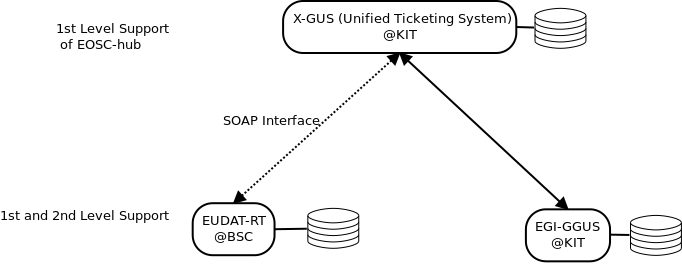 1st Level Support
of EOSC-hub
X-GUS (Unified Ticketing System)
@KIT
SOAP Interface
1st and 2nd Level Support
EUDAT-RT
@BSC
EGI-GGUS
@KIT